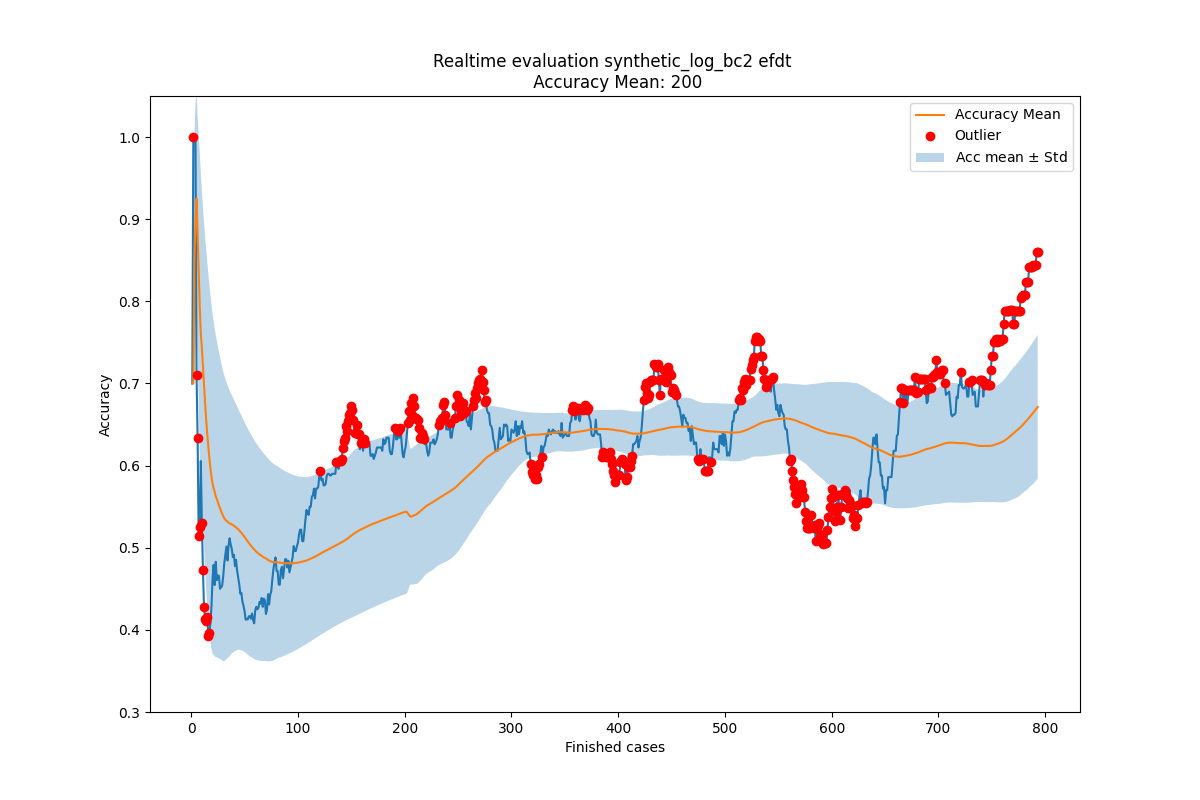 Realtime evaluation synthetic_log_bc2 efdt
Accuracy Mean: 200
Accuracy Mean
Outlier
Acc mean ± Std
1.0
0.9
0.8
0.7
0.6
0.5
0.4
0.3
Accuracy
0 100 200 300 400 500 600 700 800
Finished cases